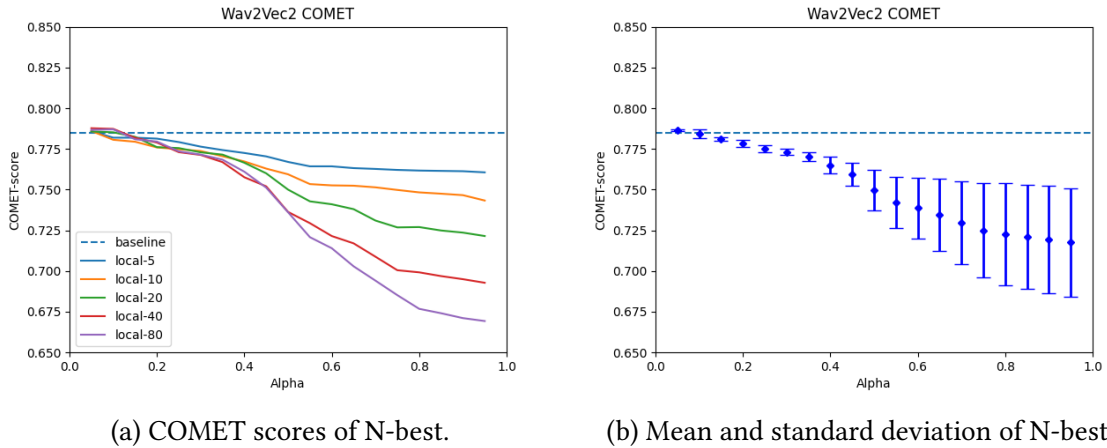 Wav2Vec2 COMET
COMET-score
0.850
0.825
0.800
0.775
0.750
0.725
0.700
0.675
0.650
baseline
local-5
local-10
local-20
local-40
local-80
0.0 0.2 0.4 0.6 0.8 1.0
Alpha
(a) COMET scores of N-best.
Wav2Vec2 COMET
COMET-score
0.850
0.825
0.800
0.775
0.750
0.725
0.700
0.675
0.650
0.0 0.2 0.4 0.6 0.8 1.0
Alpha
(b) Mean and standard deviation of N-best